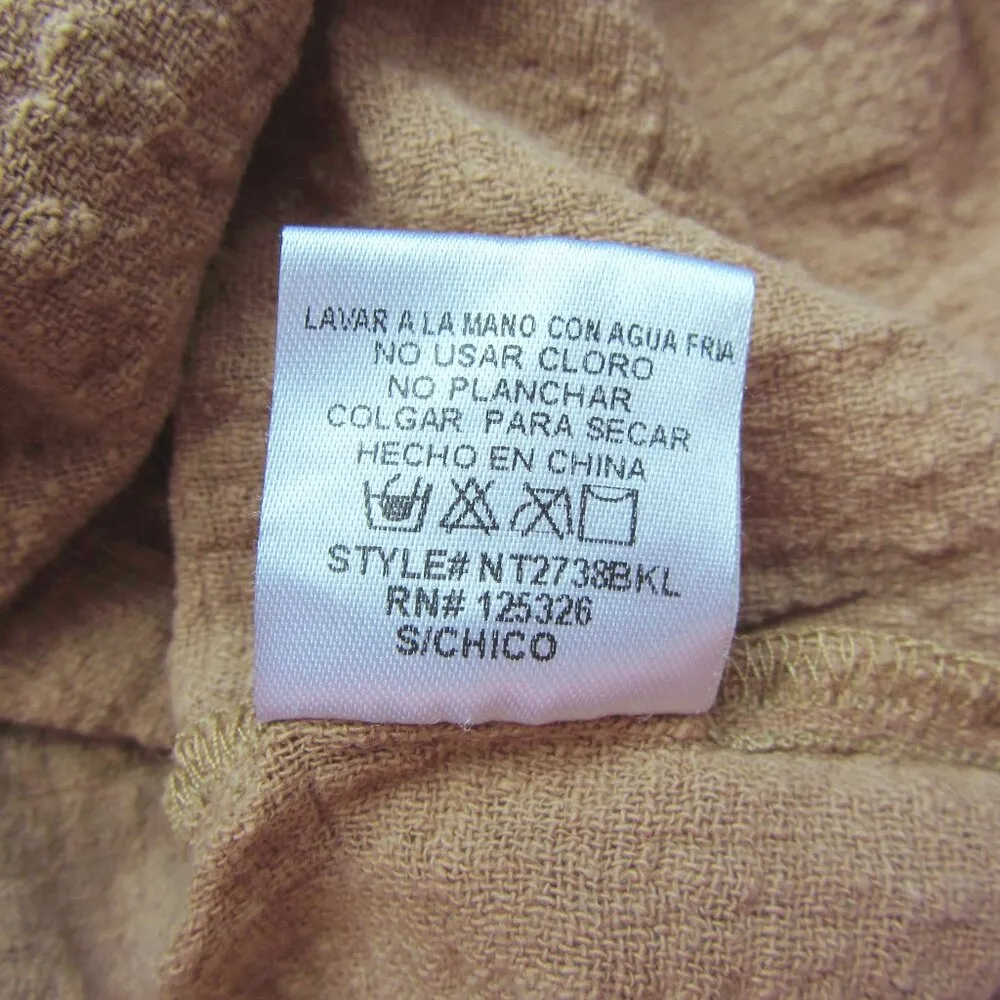 LAVAR A LA MANO CON AGUA FRIA
NO USAR CLORO
NO PLANCHAR
COLGAR PARA SECAR
HECHO EN CHINA
STYLE# NT2738BKL
RN# 125326
S/CHICO